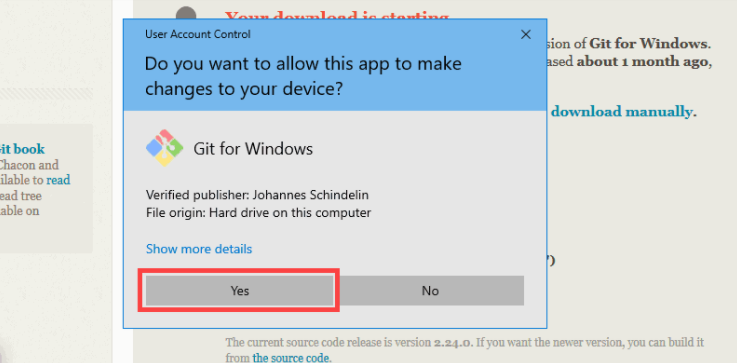 Your download is starting
User Account Control
Do you want to allow this app to make
changes to your device?
sion of Git for Windows.
ased about 1 month ago,
download manually.
it book
Chacon and
ilable to read
ead tree
able on
Git for Windows
Verified publisher: Johannes Schindelin
File origin: Hard drive on this computer
Show more details
")
Yes
No
The current source code release is version 2.24.0. If you want the newer version, you can build it
from the source code.